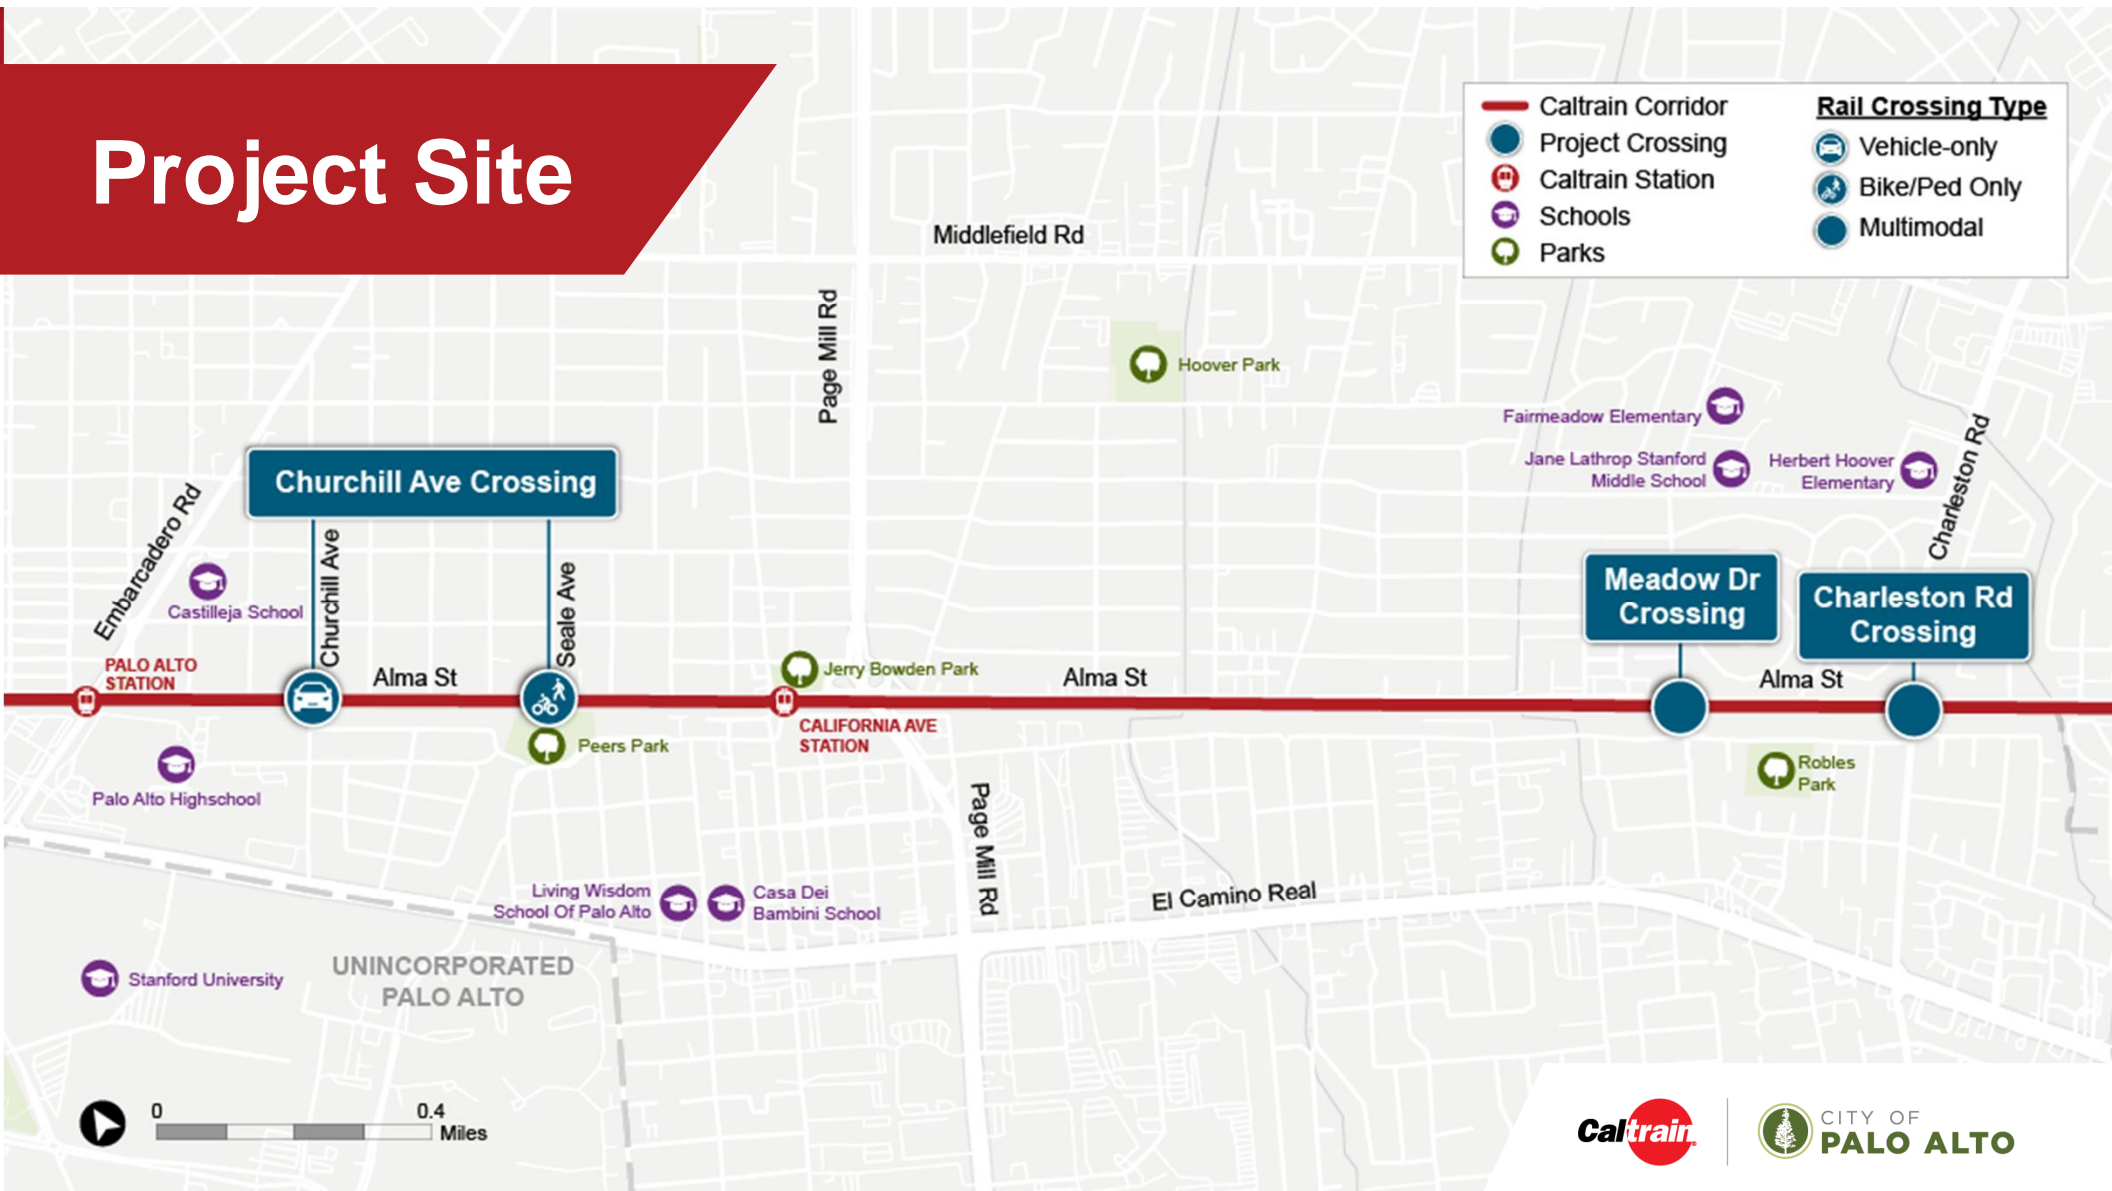 Project Site
Caltrain Corridor
Project Crossing
Caltrain Station
Schools
Parks
Rail Crossing Type
Vehicle-only
Bike/Ped Only
Multimodal
Middlefield Rd
Page Mill Rd
Hoover Park
Fairmeadow Elementary
Jane Lathrop Stanford
Middle School
Herbert Hoover
Elementary
Charleston Rd
Churchill Ave Crossing
Embarcadero Rd
Churchill Ave
Seale Ave
Castilleja School
Meadow Dr
Crossing
Charleston Rd
Crossing
PALO ALTO
STATION
Alma St
Jerry Bowden Park
Alma St
Alma St
CALIFORNIA AVE
STATION
Peers Park
Robles
Park
Palo Alto Highschool
Page Mill Rd
Living Wisdom
School Of Palo Alto
Casa Dei
Bambini School
El Camino Real
UNINCORPORATED
PALO ALTO
Stanford University
0
0.4
Miles
Caltrain
CITY OF
PALO ALTO